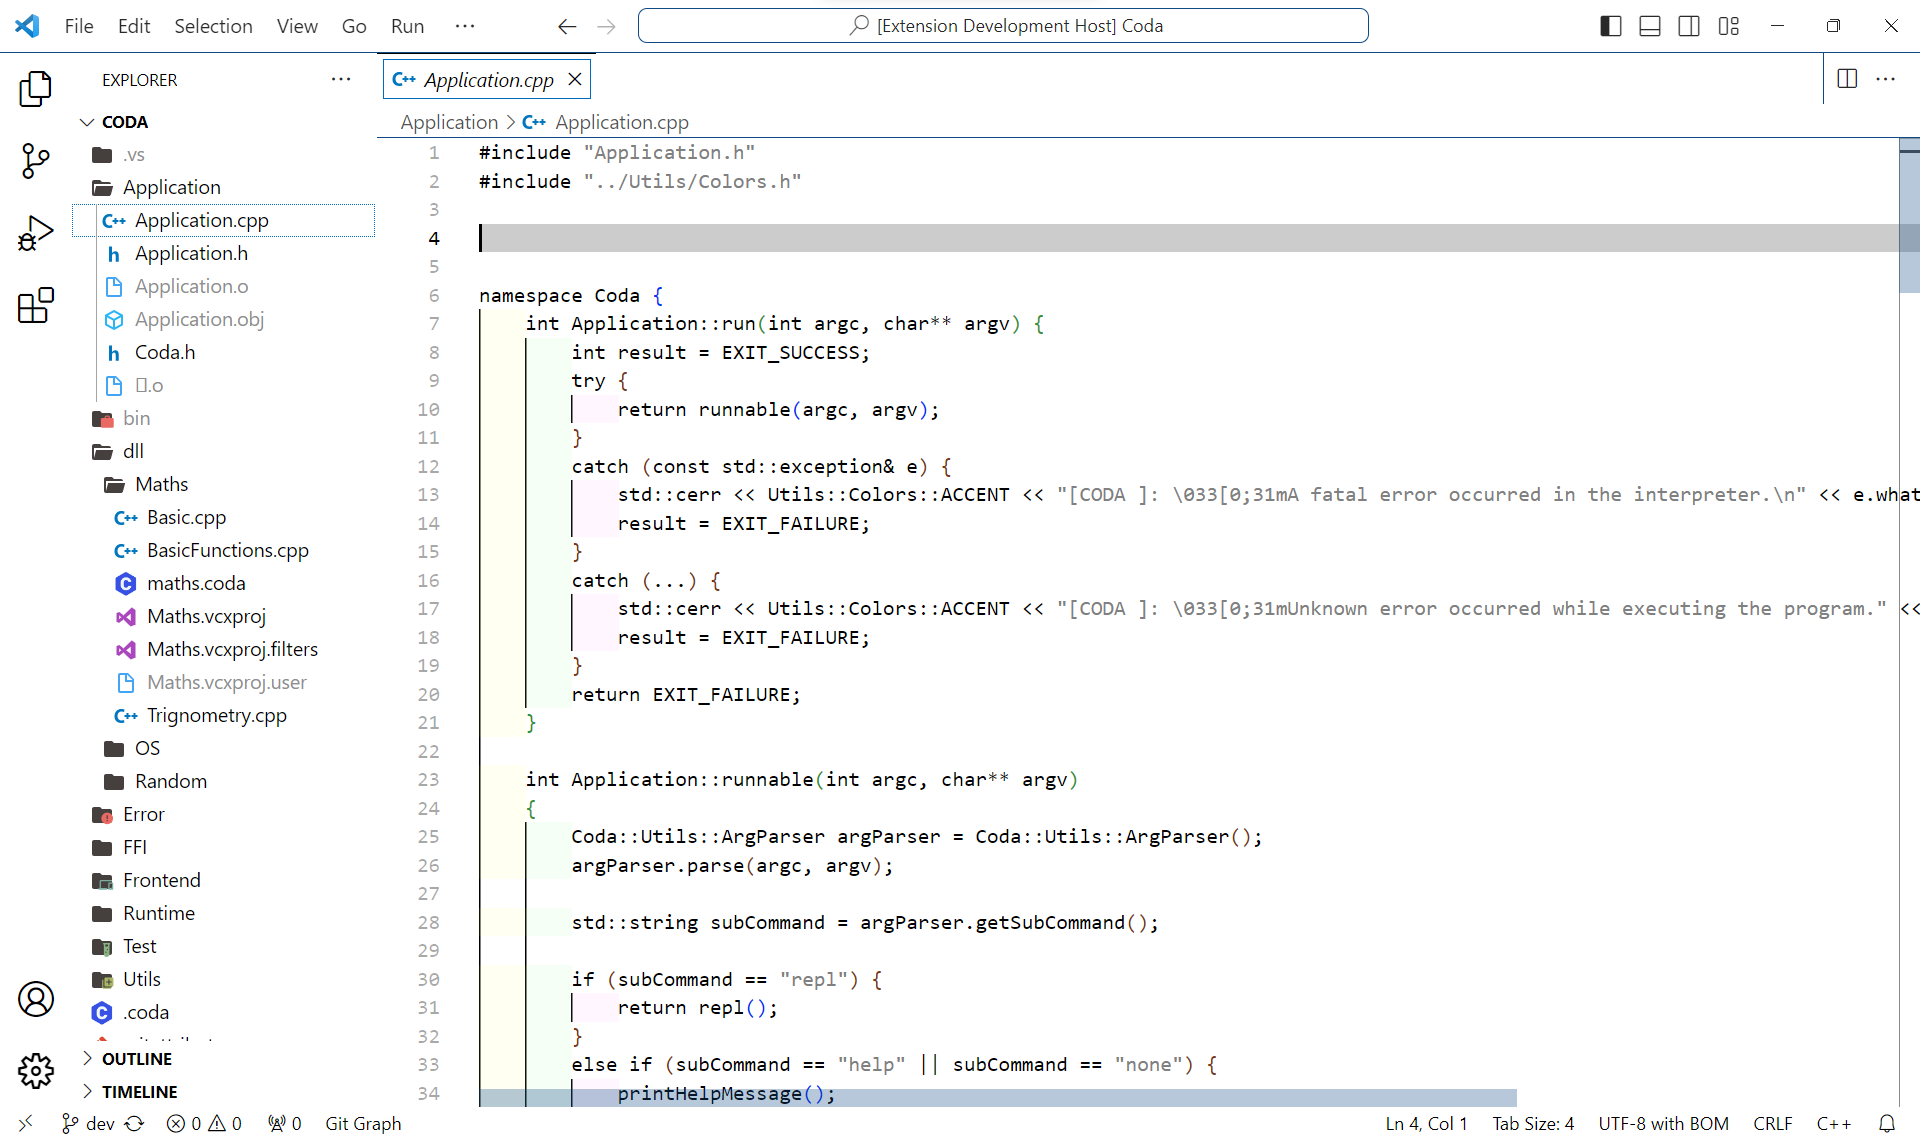 File Edit Selection View Go Run ···
[Extension Development Host] Coda
EXPLORER
CODA
.vs
Application
Application.cpp
Application.h
Application.o
Application.obj
Coda.h
.o
bin
dll
Maths
Basic.cpp
BasicFunctions.cpp
maths.coda
Maths.vcxproj
Maths.vcxproj.filters
Maths.vcxproj.user
Trignometry.cpp
OS
Random
Error
FFI
Frontend
Runtime
Test
Utils
.coda
OUTLINE
TIMELINE
Application.cpp
Application > Application.cpp
1 #include "Application.h"
2 #include "../Utils/Colors.h"
3
4
5
6 namespace Coda {
7     int Application::run(int argc, char** argv) {
8         int result = EXIT_SUCCESS;
9         try {
10             return runnable(argc, argv);
11         }
12         catch (const std::exception& e) {
13             std::cerr << Utils::Colors::ACCENT << "[CODA ]: \033[0;31mA fatal error occurred in the interpreter.\n" << e.what
14             result = EXIT_FAILURE;
15         }
16         catch (...) {
17             std::cerr << Utils::Colors::ACCENT << "[CODA ]: \033[0;31mUnknown error occurred while executing the program." <<
18             result = EXIT_FAILURE;
19         }
20         return EXIT_FAILURE;
21     }
22
23     int Application::runnable(int argc, char** argv)
24     {
25         Coda::Utils::ArgParser argParser = Coda::Utils::ArgParser();
26         argParser.parse(argc, argv);
27
28         std::string subCommand = argParser.getSubCommand();
29
30         if (subCommand == "repl") {
31             return repl();
32         }
33         else if (subCommand == "help" || subCommand == "none") {
34             printHelpMessage();
dev 0 0 0 Git Graph Ln 4, Col 1 Tab Size: 4 UTF-8 with BOM CRLF C++